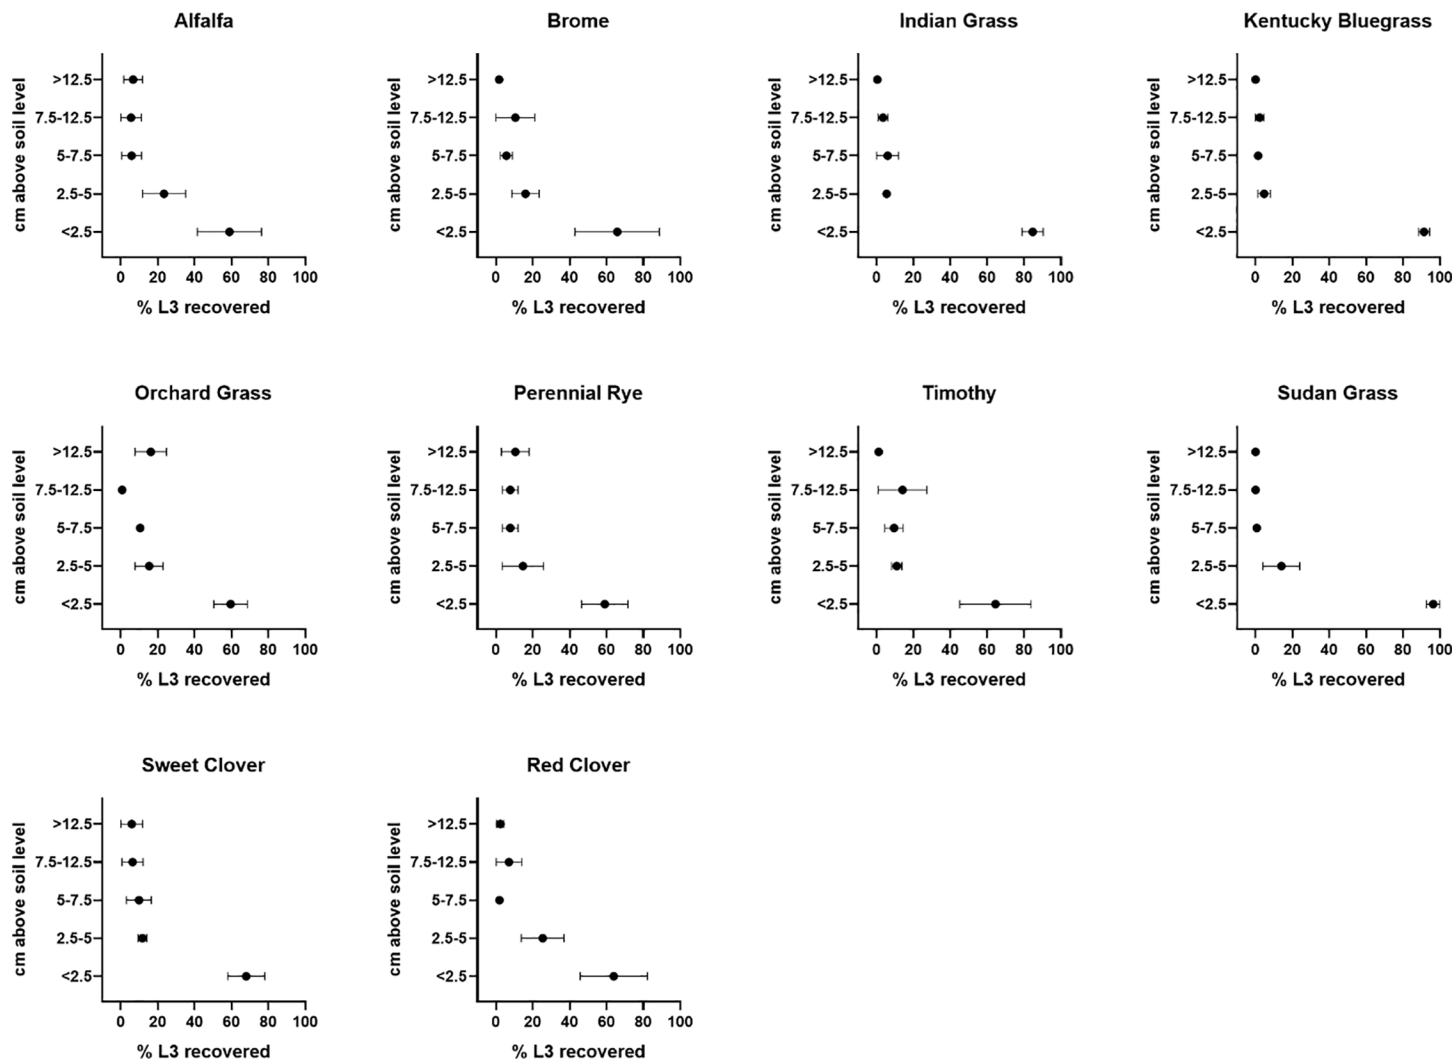 Alfalfa
cm above soil level
>12.5
7.5-12.5
5-7.5
2.5-5
<2.5
0 20 40 60 80 100
% L3 recovered
Brome
cm above soil level
>12.5
7.5-12.5
5-7.5
2.5-5
<2.5
0 20 40 60 80 100
% L3 recovered
Indian Grass
cm above soil level
>12.5
7.5-12.5
5-7.5
2.5-5
<2.5
0 20 40 60 80 100
% L3 recovered
Kentucky Bluegrass
cm above soil level
>12.5
7.5-12.5
5-7.5
2.5-5
<2.5
0 20 40 60 80 100
% L3 recovered
Orchard Grass
cm above soil level
>12.5
7.5-12.5
5-7.5
2.5-5
<2.5
0 20 40 60 80 100
% L3 recovered
Perennial Rye
cm above soil level
>12.5
7.5-12.5
5-7.5
2.5-5
<2.5
0 20 40 60 80 100
% L3 recovered
Timothy
cm above soil level
>12.5
7.5-12.5
5-7.5
2.5-5
<2.5
0 20 40 60 80 100
% L3 recovered
Sudan Grass
cm above soil level
>12.5
7.5-12.5
5-7.5
2.5-5
<2.5
0 20 40 60 80 100
% L3 recovered
Sweet Clover
cm above soil level
>12.5
7.5-12.5
5-7.5
2.5-5
<2.5
0 20 40 60 80 100
% L3 recovered
Red Clover
cm above soil level
>12.5
7.5-12.5
5-7.5
2.5-5
<2.5
0 20 40 60 80 100
% L3 recovered